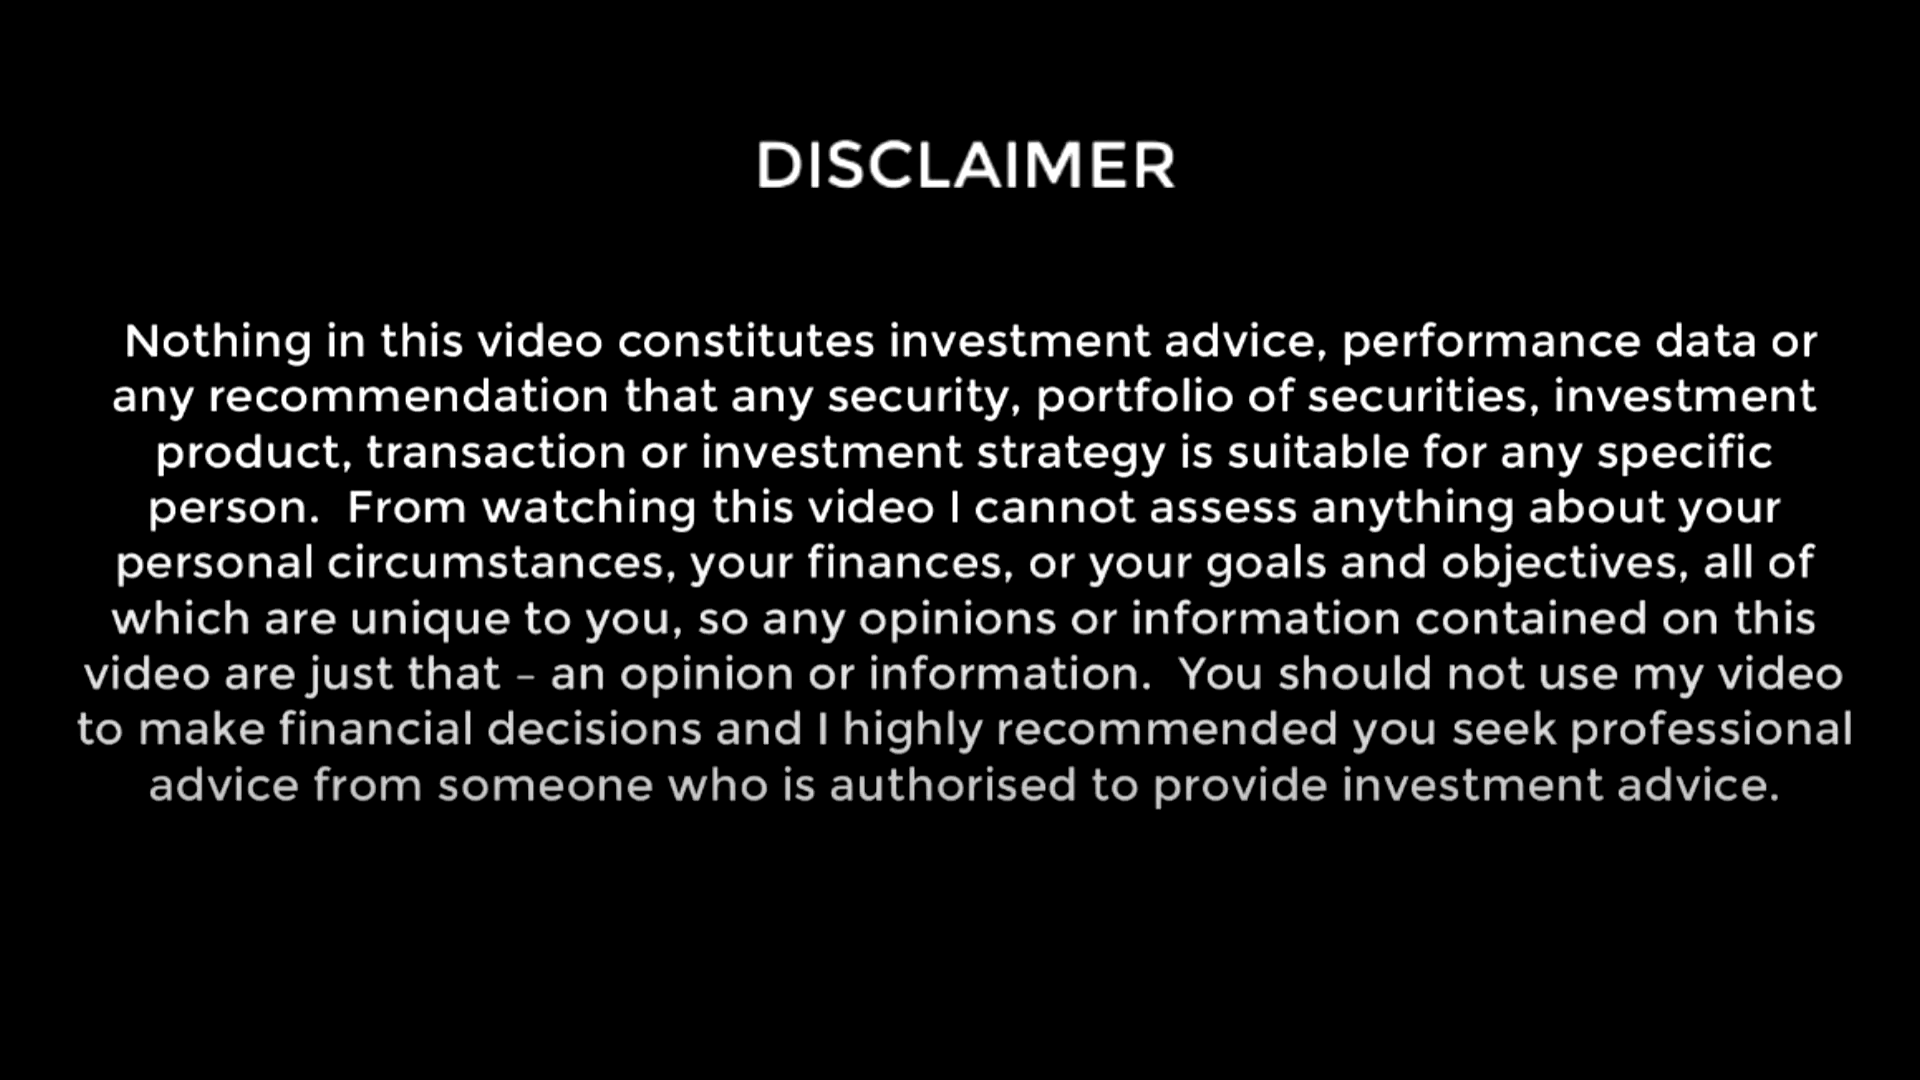 DISCLAIMER
Nothing in this video constitutes investment advice, performance data or
any recommendation that any security, portfolio of securities, investment
product, transaction or investment strategy is suitable for any specific
person.  From watching this video I cannot assess anything about your
personal circumstances, your finances, or your goals and objectives, all of
which are unique to you, so any opinions or information contained on this
video are just that – an opinion or information.  You should not use my video
to make financial decisions and I highly recommended you seek professional
advice from someone who is authorised to provide investment advice.